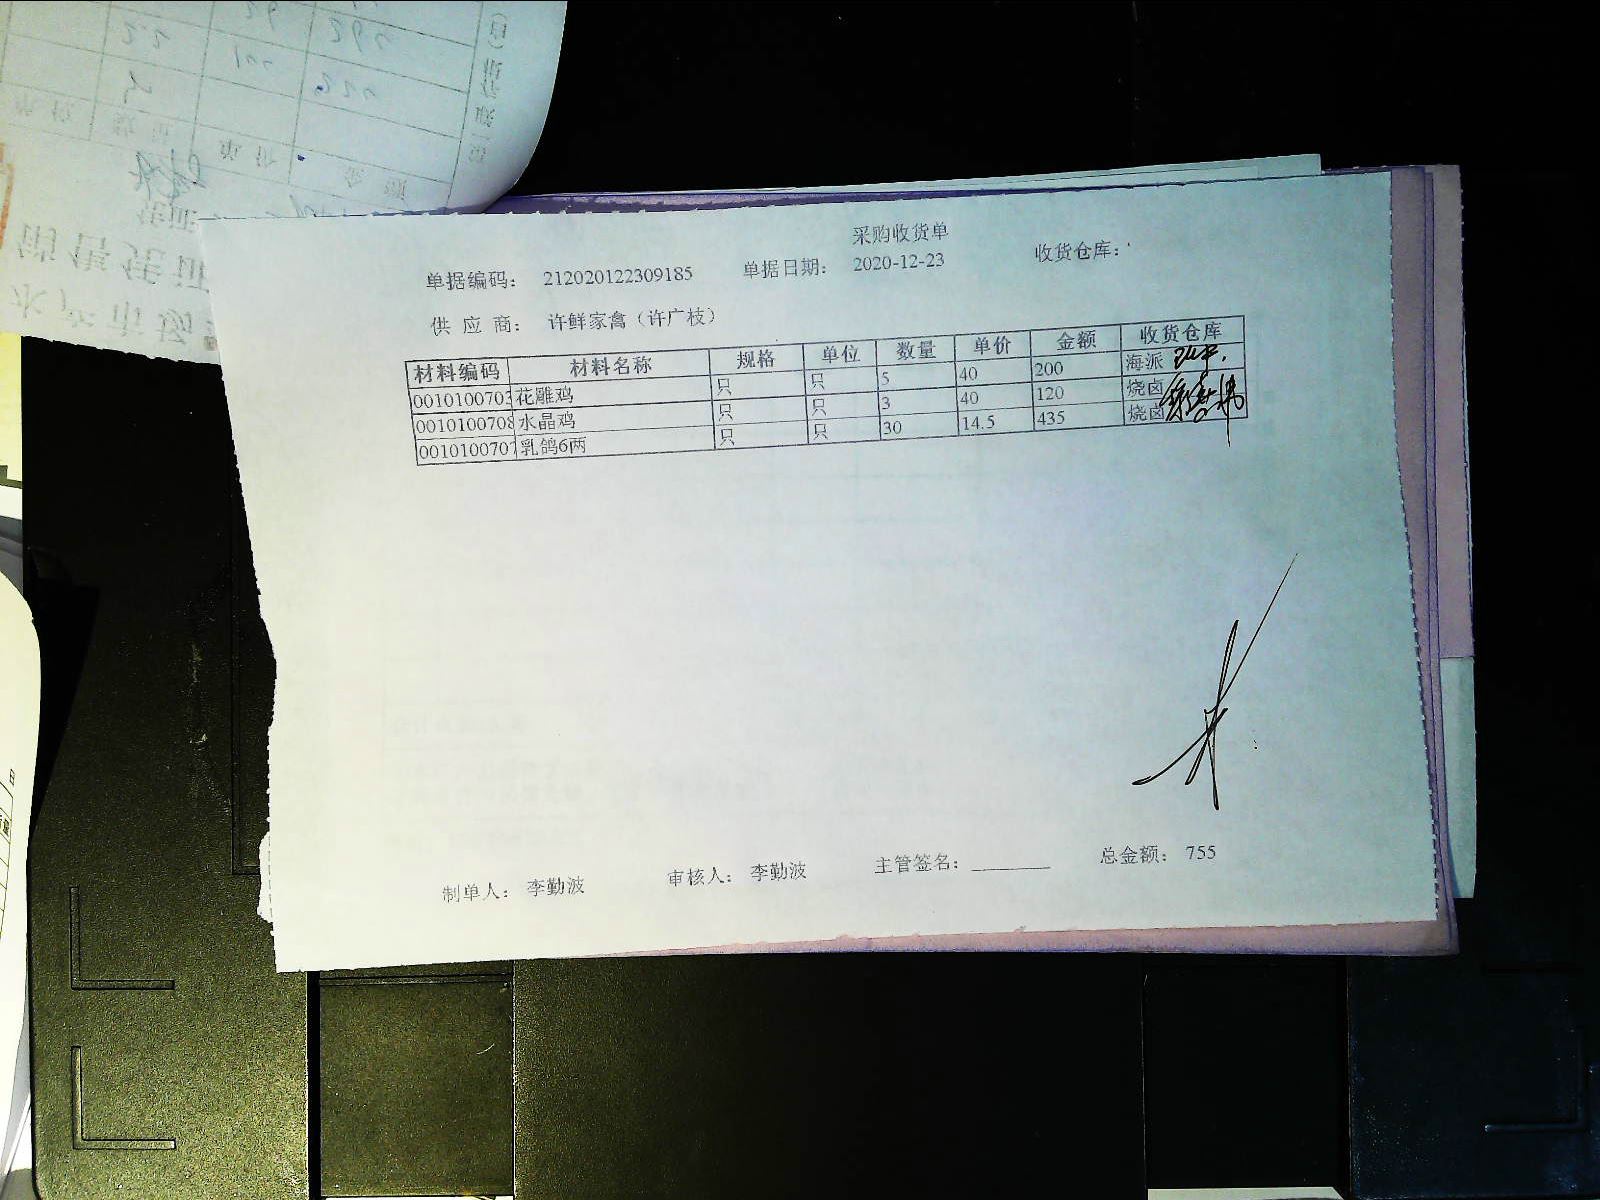 采购收货单
单据编码： 212020122309185 单据日期： 2020-12-23 收货仓库：
供 应 商： 许鲜家禽（许广枝）
材料编码 材料名称 规格 单位 数量 单价 金额 收货仓库
0010100703 花雕鸡 只 只 5 40 200 海派
0010100708 水晶鸡 只 只 3 40 120 烧卤
0010100707 乳鸽6两 只 只 30 14.5 435 烧卤
制单人： 李勤波 审核人： 李勤波 主管签名： 总金额： 755